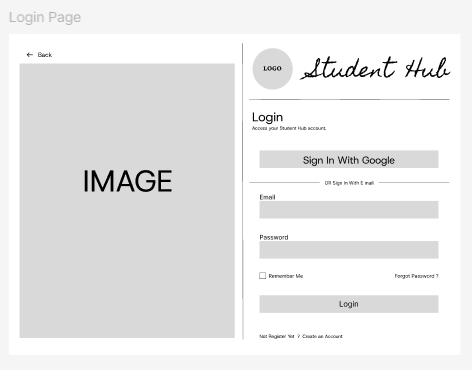 Login Page
← Back
IMAGE
LOGO
Student Hub
Login
Access your Student Hub account.
Sign In With Google
OR Sign In With E mail
Email
Password
Remember Me
Forgot Password ?
Login
Not Register Yet ? Create an Account